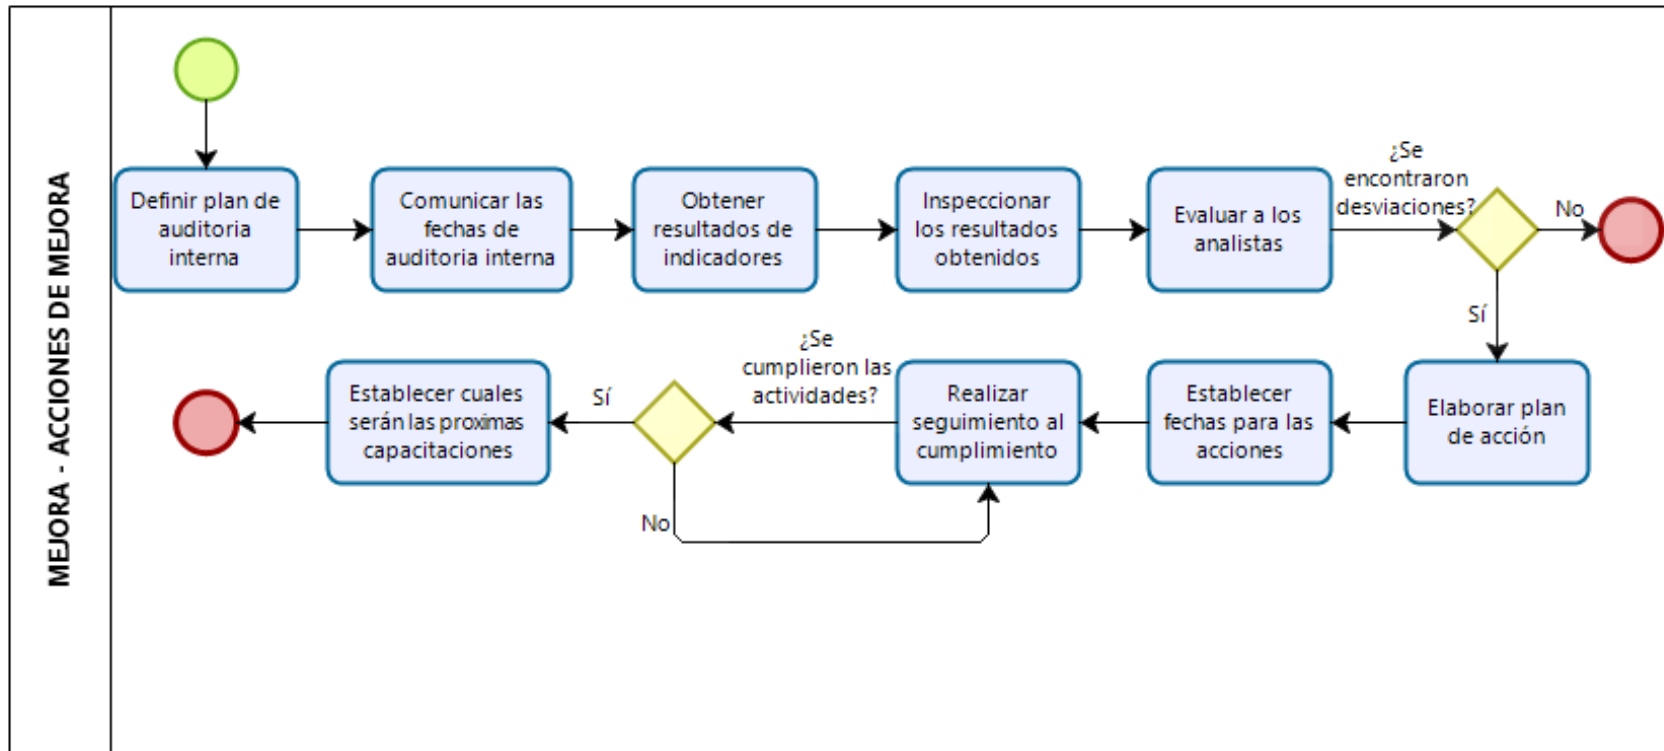 MEJORA - ACCIONES DE MEJORA
Definir plan de
auditoria
interna
Comunicar las
fechas de
auditoria interna
Obtener
resultados de
indicadores
Inspeccionar
los resultados
obtenidos
Evaluar a los
analistas
¿Se
encontraron
desviaciones?
No
Sí
Elaborar plan
de acción
Establecer
fechas para las
acciones
Realizar
seguimiento al
cumplimiento
¿Se
cumplieron las
actividades?
Sí
No
Establecer cuales
serán las proximas
capacitaciones